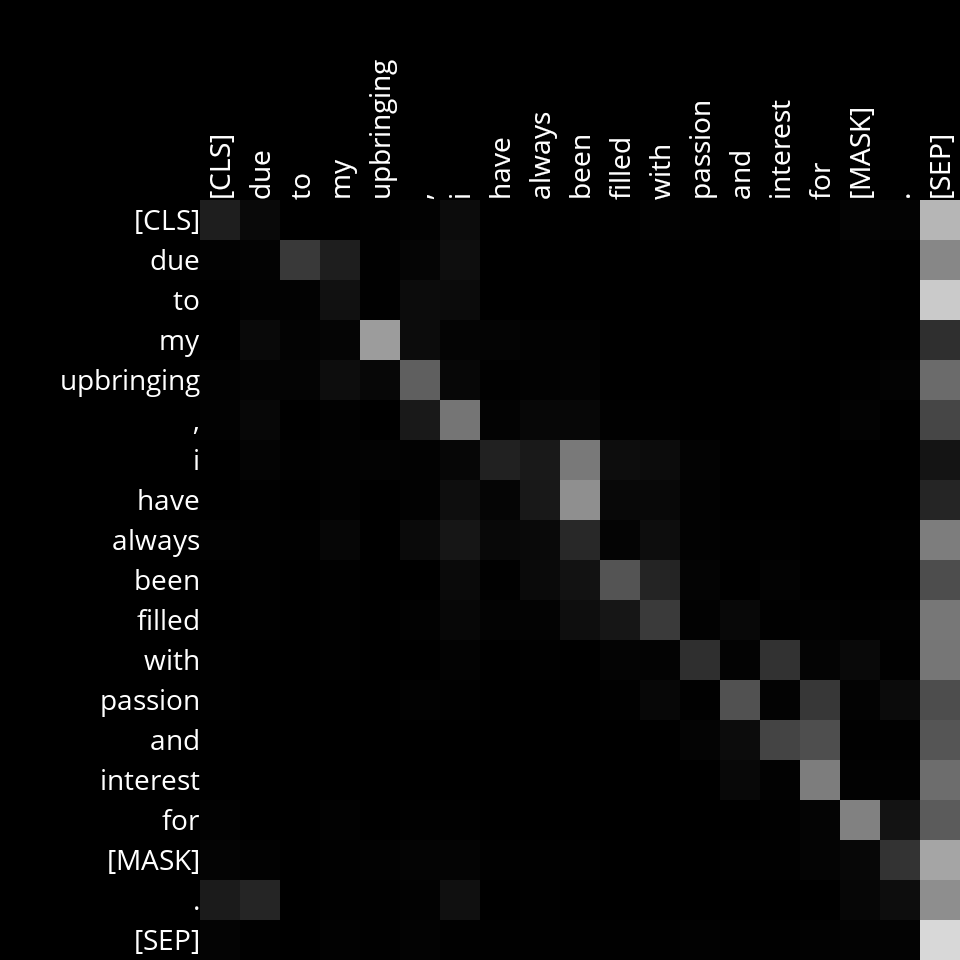 [CLS] due to my upbringing , i have always been filled with passion and interest for [MASK] . [SEP]
[CLS]
due
to
my
upbringing
,
i
have
always
been
filled
with
passion
and
interest
for
[MASK]
.
[SEP]